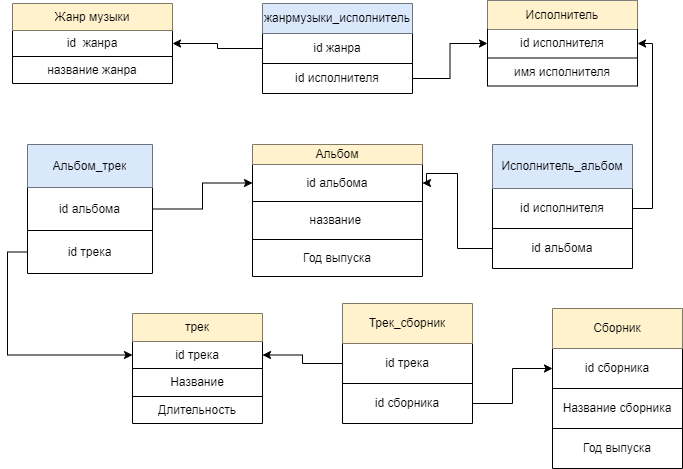 Жанр музыки
id жанра
название жанра
жанрмузыки_исполнитель
id жанра
id исполнителя
Исполнитель
id исполнителя
имя исполнителя
Альбом_трек
id альбома
id трека
Альбом
id альбома
название
Год выпуска
Исполнитель_альбом
id исполнителя
id альбома
трек
id трека
Название
Длительность
Трек_сборник
id трека
id сборника
Сборник
id сборника
Название сборника
Год выпуска